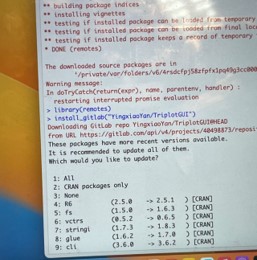 ** building package indices
** installing vignettes
** testing if installed package can be loaded from temporary
** testing if installed package can be loaded from final loc
** testing if installed package keeps a record of temporary
* DONE (remotes)
The downloaded source packages are in
Warning message:
In doTryCatch(return(expr), name, parentenv, handler) :
restarting interrupted promise evaluation
> library(remotes)
> install_gitlab("YingxiaoYan/TriplotGUI")
Downloading GitLab repo YingxiaoYan/TriplotGUI@HEAD
from URL https://gitlab.com/api/v4/projects/40498873/reposi
These packages have more recent versions available.
It is recommended to update all of them.
Which would you like to update?
1: All
2: CRAN packages only
3: None
4: R6 (2.5.0 -> 2.5.1 ) [CRAN]
5: fs (1.5.0 -> 1.6.3 ) [CRAN]
6: vctrs (0.5.2 -> 0.6.5 ) [CRAN]
7: stringi (1.7.3 -> 1.8.3 ) [CRAN]
8: glue (1.6.2 -> 1.7.0 ) [CRAN]
9: cli (3.6.0 -> 3.6.2 ) [CRAN]